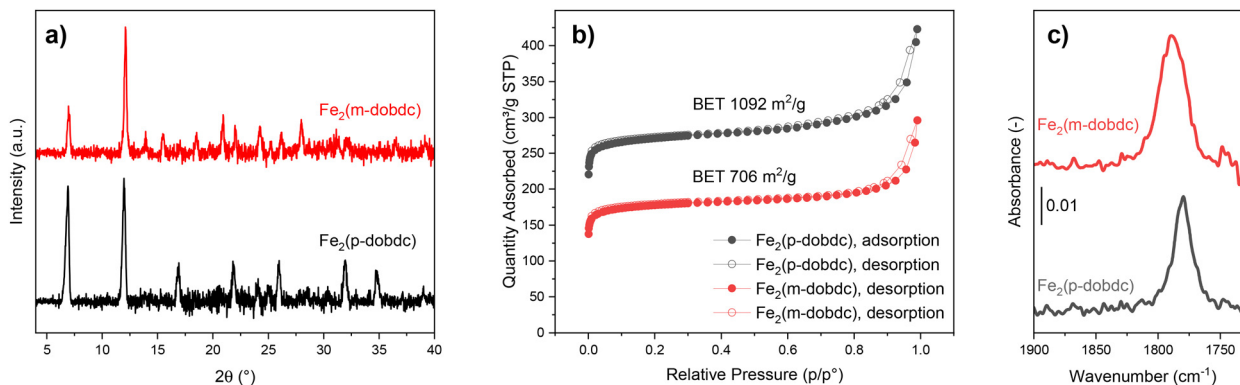 a)
Fe₂(m-dobdc)
Fe₂(p-dobdc)
Intensity (a.u.)
5 10 15 20 25 30 35 40
2θ (°)
b)
BET 1092 m²/g
BET 706 m²/g
Fe₂(p-dobdc), adsorption
Fe₂(p-dobdc), desorption
Fe₂(m-dobdc), desorption
Fe₂(m-dobdc), desorption
Quantity Adsorbed (cm³/g STP)
400
350
300
250
200
150
100
50
0
0.0 0.2 0.4 0.6 0.8 1.0
Relative Pressure (p/p°)
c)
Fe₂(m-dobdc)
0.01
Fe₂(p-dobdc)
Absorbance (-)
1900 1850 1800 1750
Wavenumber (cm⁻¹)